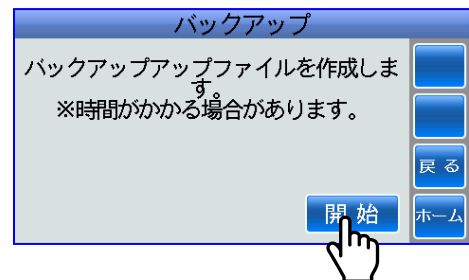 バックアップ
バックアップアップファイルを作成しま
す。
※時間がかかる場合があります。
戻る
開始
ホーム